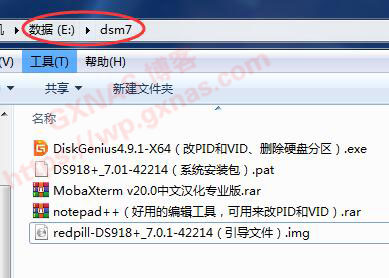 机 ▸ 数据 (E:) ▸ dsm7
工具(T)
共享 ▼ 新建文件夹
GXNAS博客
https://wp.gxnas.com
DiskGenius4.9.1-X64（改PID和VID、删除硬盘分区）.exe
DS918+_7.01-42214（系统安装包）.pat
MobaXterm v20.0中文汉化专业版.rar
notepad++（好用的编辑工具，可用来改PID和VID）.rar
redpill-DS918+_7.0.1-42214（引导文件）.img